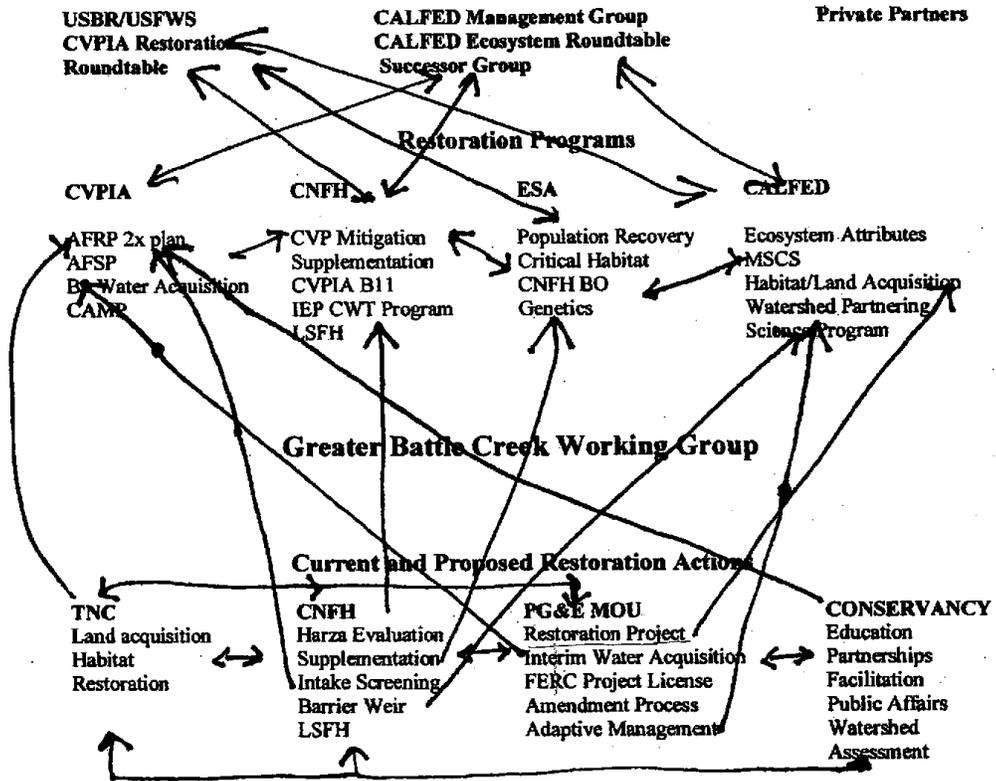 USBR/USFWS
CVPIA Restoration
Roundtable
CALFED Management Group
CALFED Ecosystem Roundtable
Successor Group
Private Partners
Restoration Programs
CVPIA
AFRP 2x plan
AFSP
Water Acquisition
CAMP
CNFH
CVP Mitigation
Supplementation
CVPIA B11
IEP CWT Program
LSFH
ESA
Population Recovery
Critical Habitat
CNFH BO
Genetics
CALFED
Ecosystem Attributes
MSCS
Habitat/Land Acquisition
Watershed Partnering
Science Program
Greater Battle Creek Working Group
Current and Proposed Restoration Actions
TNC
Land acquisition
Habitat
Restoration
CNFH
Harza Evaluation
Supplementation
Intake Screening
Barrier Weir
LSFH
PG&E MOU
Restoration Project
Interim Water Acquisition
FERC Project License
Amendment Process
Adaptive Management
CONSERVANCY
Education
Partnerships
Facilitation
Public Affairs
Watershed
Assessment